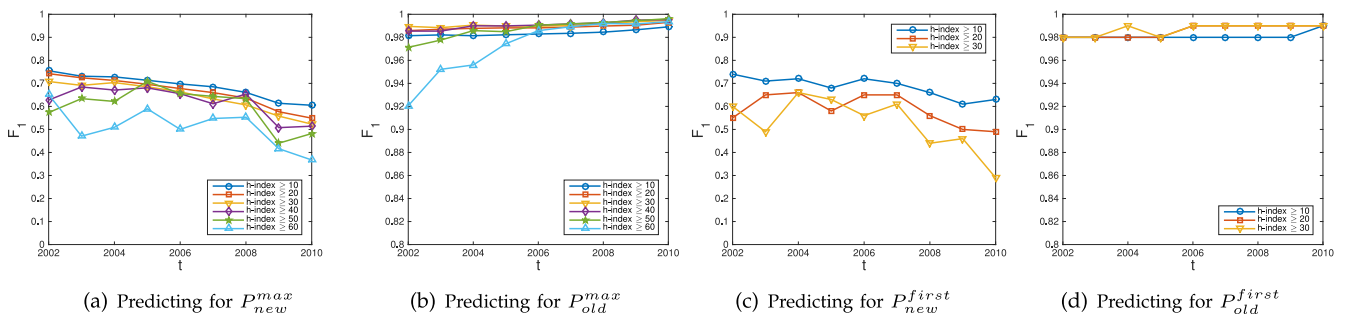 1
0.9
0.8
0.7
0.6
0.5
0.4
0.3
0.2
0.1
0
F1
h-index ≥ 10
h-index ≥ 20
h-index ≥ 30
h-index ≥ 40
h-index ≥ 50
h-index ≥ 60
2002 2004 2006 2008 2010
t
(a) Predicting for P^{max}_{new}
1
0.98
0.96
0.94
0.92
0.9
0.88
0.86
0.84
0.82
0.8
F1
h-index ≥ 10
h-index ≥ 20
h-index ≥ 30
h-index ≥ 40
h-index ≥ 50
h-index ≥ 60
2002 2004 2006 2008 2010
t
(b) Predicting for P^{max}_{old}
1
0.9
0.8
0.7
0.6
0.5
0.4
0.3
0.2
0.1
0
F1
h-index ≥ 10
h-index ≥ 20
h-index ≥ 30
2002 2004 2006 2008 2010
t
(c) Predicting for P^{first}_{new}
1
0.98
0.96
0.94
0.92
0.9
0.88
0.86
0.84
0.82
0.8
F1
h-index ≥ 10
h-index ≥ 20
h-index ≥ 30
2002 2004 2006 2008 2010
t
(d) Predicting for P^{first}_{old}